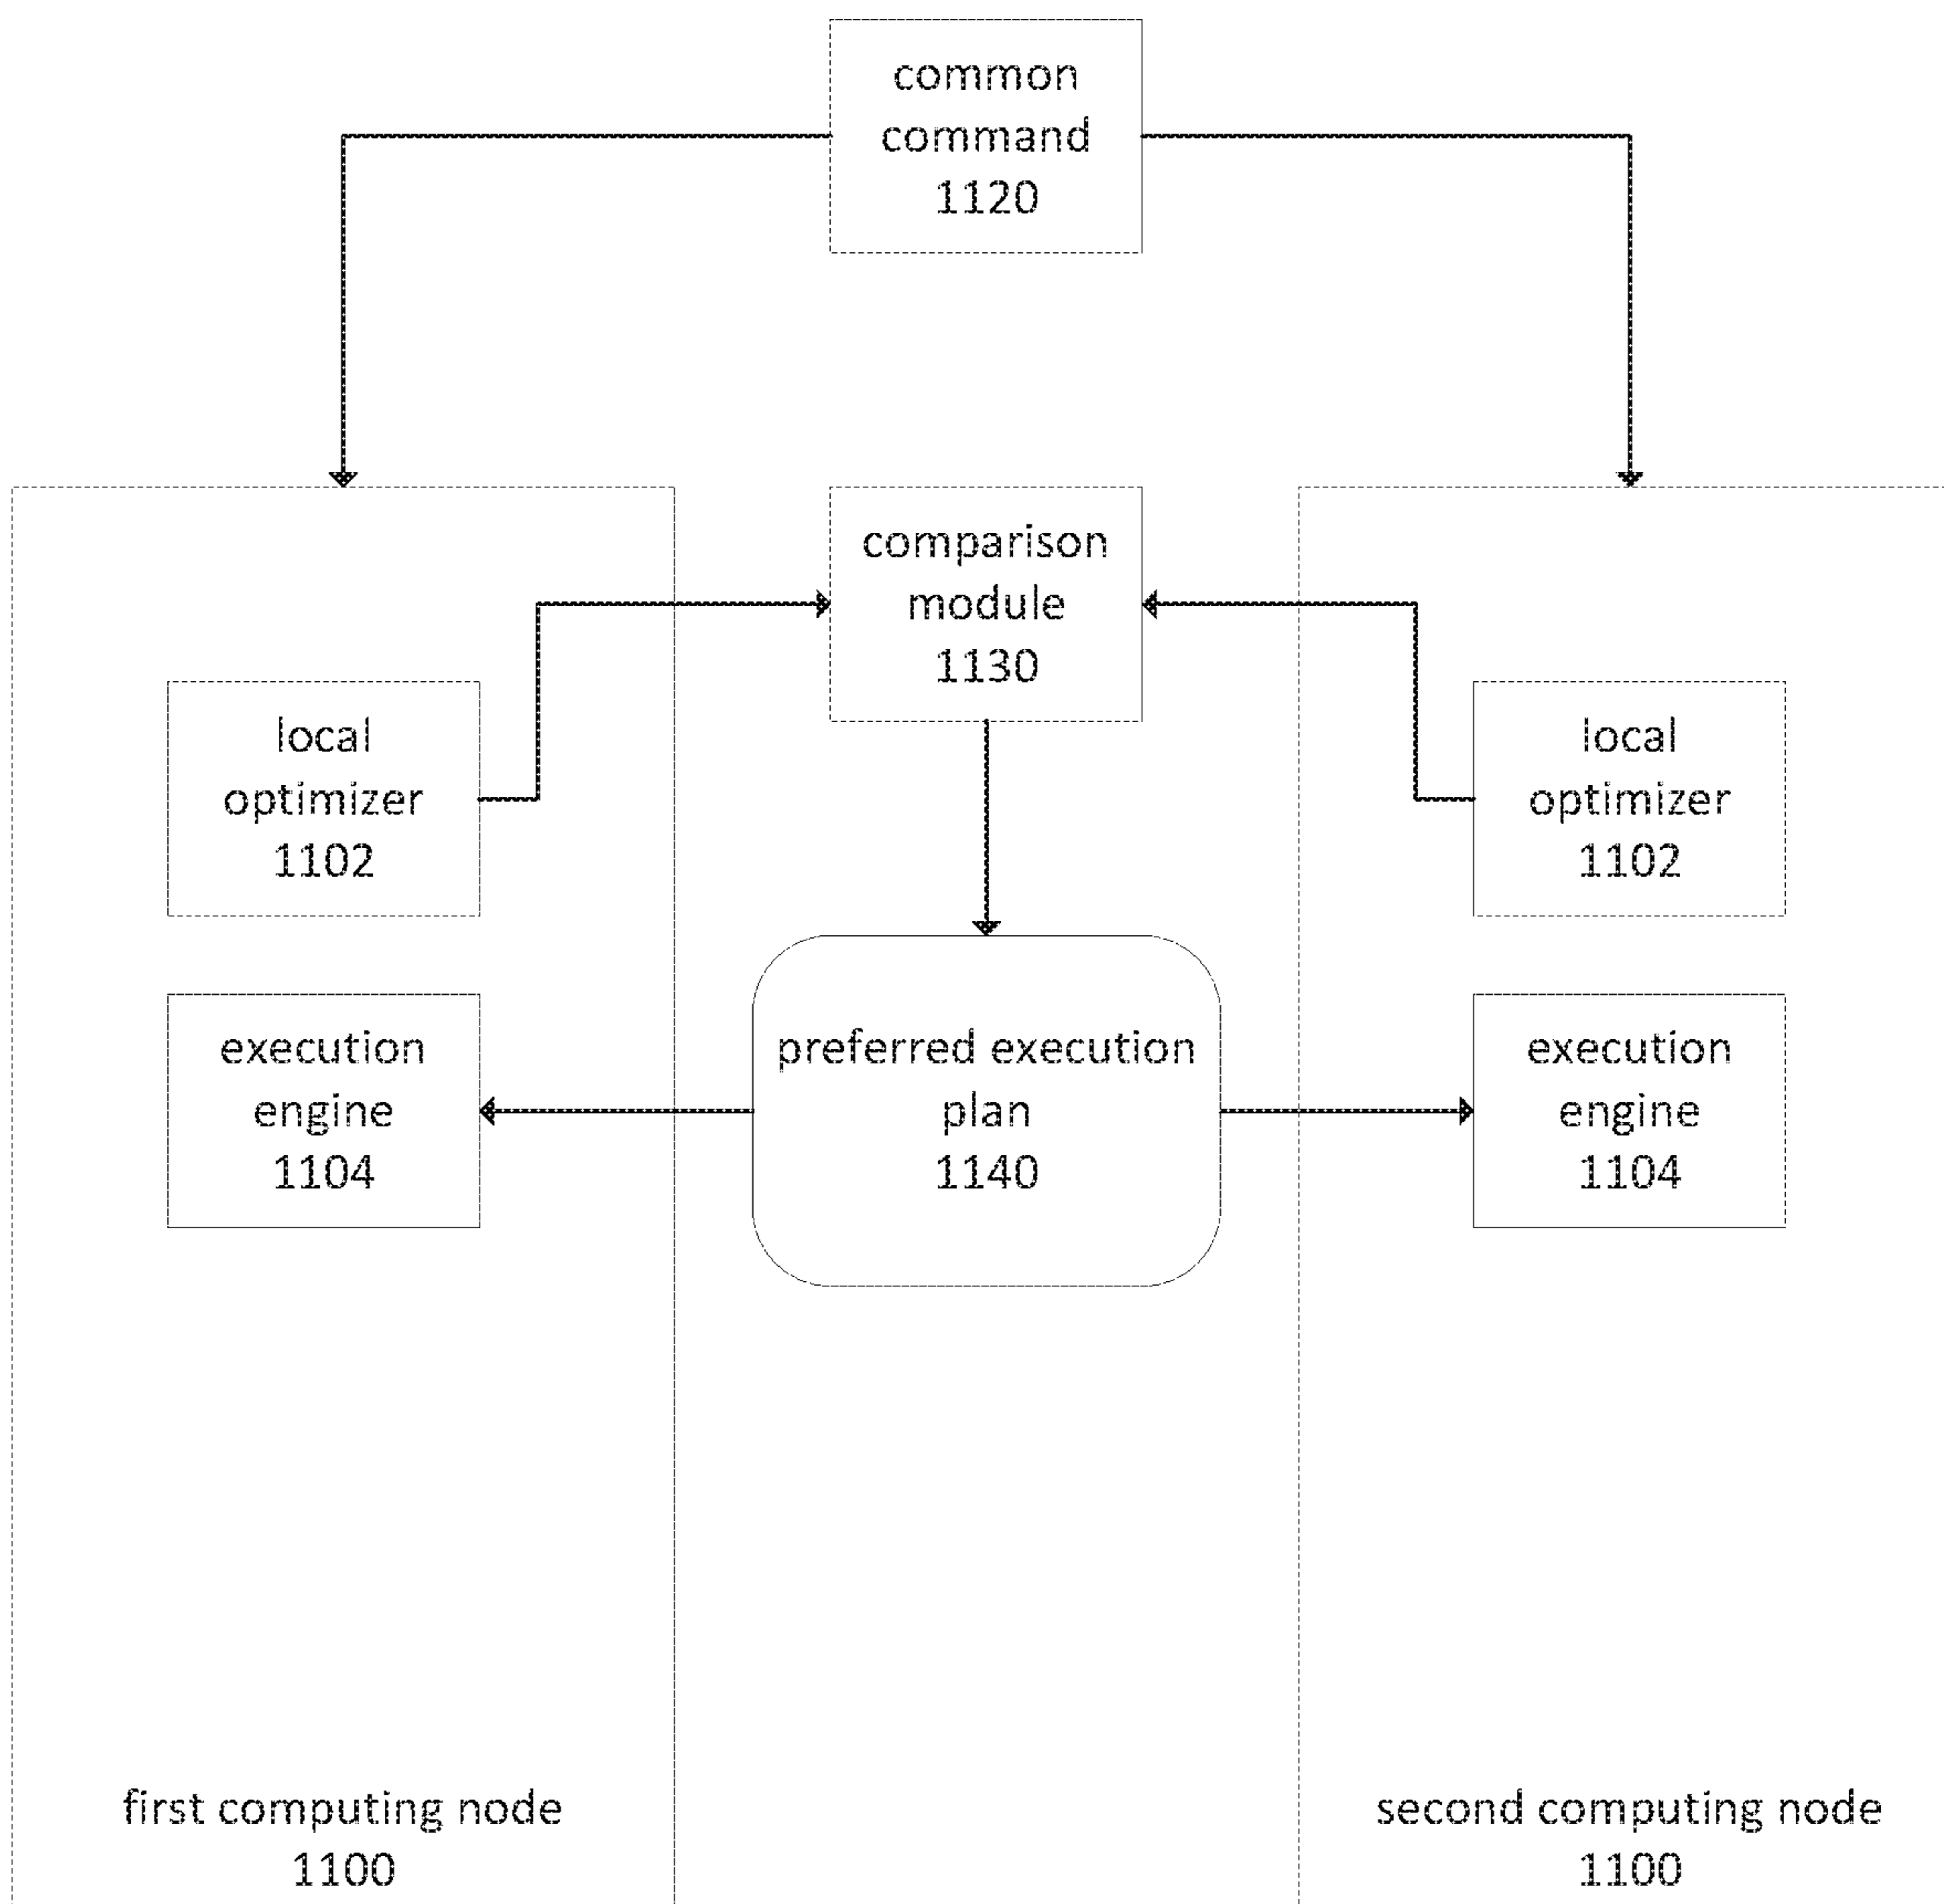 common
command
1120
comparison
module
1130
local
optimizer
1102
local
optimizer
1102
execution
engine
1104
preferred execution
plan
1140
execution
engine
1104
first computing node
1100
second computing node
1100